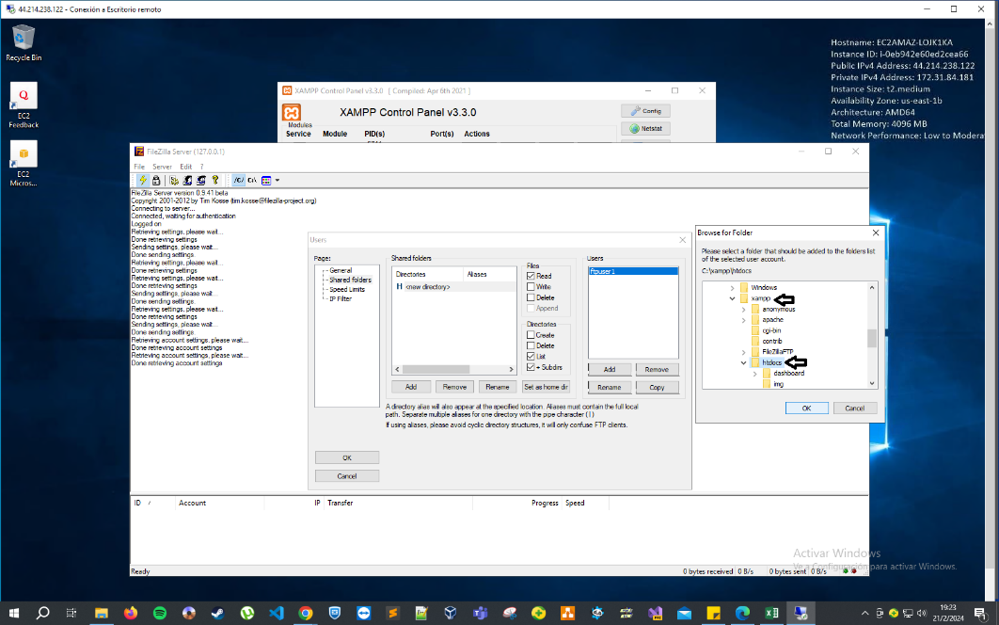 44.214.238.122 - Conexión a Escritorio remoto
Recycle Bin
EC2
Feedback
EC2
Micros...
Hostname: EC2AMAZ-LOJK1KA
Instance ID: i-0eb942e60ed2cea66
Public IPv4 Address: 44.214.238.122
Private IPv4 Address: 172.31.84.181
Instance Size: t2.medium
Availability Zone: us-east-1b
Architecture: AMD64
Total Memory: 4096 MB
Network Performance: Low to Moderat
XAMPP Control Panel v3.3.0 [ Compiled: Apr 6th 2021 ]
XAMPP Control Panel v3.3.0
Config
Netstat
Modules
Service Module PID(s) Port(s) Actions
FileZilla Server (127.0.0.1)
File Server Edit ?
/C/ C:\
FileZilla Server version 0.9.41 beta
Copyright 2001-2012 by Tim Kosse (tim.kosse@filezilla-project.org)
Connecting to server...
Connected, waiting for authentication
Logged on
Retrieving settings, please wait...
Done retrieving settings
Sending settings, please wait...
Done sending settings.
Retrieving settings, please wait...
Done retrieving settings
Retrieving settings, please wait...
Done retrieving settings
Sending settings, please wait...
Done sending settings.
Retrieving settings, please wait...
Done retrieving settings
Sending settings, please wait...
Done sending settings.
Retrieving account settings, please wait...
Done retrieving account settings
Retrieving account settings, please wait...
Done retrieving account settings
Users
Page:
General
Shared folders
Speed Limits
IP Filter
OK
Cancel
Shared folders
Directories Aliases
H <new directory>
Files
Read
Write
Delete
Append
Directories
Create
Delete
List
+ Subdirs
Add Remove Rename Set as home dir
Users
ftpuser1
Add Remove
Rename Copy
A directory alias will also appear at the specified location. Aliases must contain the full local
path. Separate multiple aliases for one directory with the pipe character ( | )
If using aliases, please avoid cyclic directory structures, it will only confuse FTP clients.
Browse for Folder
Please select a folder that should be added to the folders list
of the selected user account.
C:\xampp\htdocs
Windows
xampp
anonymous
apache
cgi-bin
contrib
FileZillaFTP
htdocs
dashboard
img
OK Cancel
ID / Account IP Transfer Progress Speed
Activar Windows
Ve a Configuración para activar Windows.
Ready 0 bytes received 0 B/s 0 bytes sent 0 B/s
19:23
21/2/2024